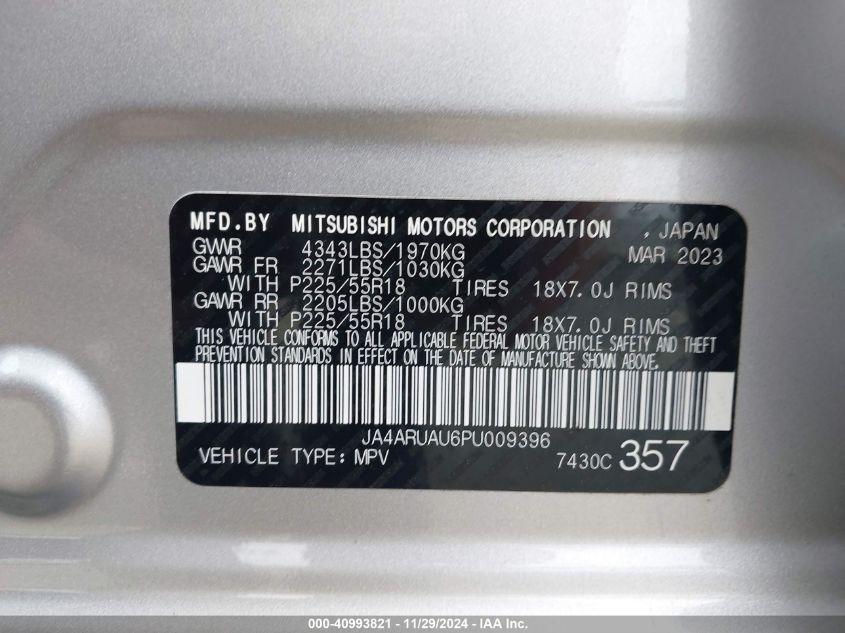 MFD.BY MITSUBISHI MOTORS CORPORATION , JAPAN
GVWR 4343LBS/1970KG MAR 2023
GAWR FR 2271LBS/1030KG
WITH P225/55R18 TIRES 18X7.0J RIMS
GAWR RR 2205LBS/1000KG
WITH P225/55R18 TIRES 18X7.0J RIMS
THIS VEHICLE CONFORMS TO ALL APPLICABLE FEDERAL MOTOR VEHICLE SAFETY AND THEFT
PREVENTION STANDARDS IN EFFECT ON THE DATE OF MANUFACTURE SHOWN ABOVE.
JA4ARUAU6PU009396
VEHICLE TYPE: MPV 7430C 357
000-40993821 - 11/29/2024 - IAA Inc.